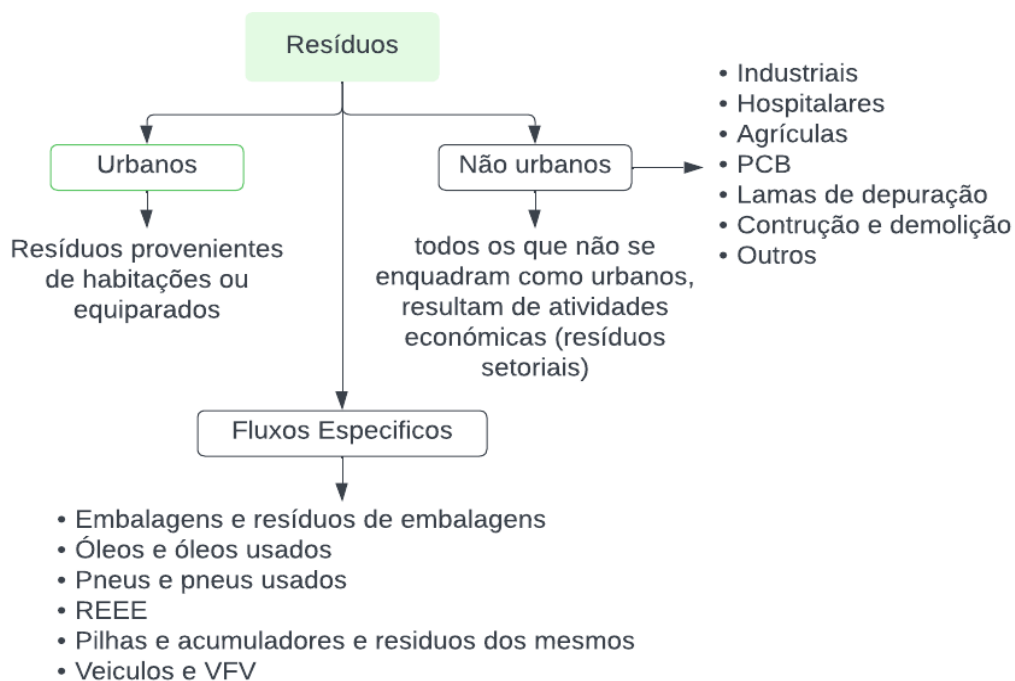 Resíduos
Urbanos
Resíduos provenientes
de habitações ou
equiparados
Não urbanos
todos os que não se
enquadram como urbanos,
resultam de atividades
económicas (resíduos
setoriais)
• Industriais
• Hospitalares
• Agrículas
• PCB
• Lamas de depuração
• Contrução e demolição
• Outros
Fluxos Especificos
• Embalagens e resíduos de embalagens
• Óleos e óleos usados
• Pneus e pneus usados
• REEE
• Pilhas e acumuladores e residuos dos mesmos
• Veiculos e VFV